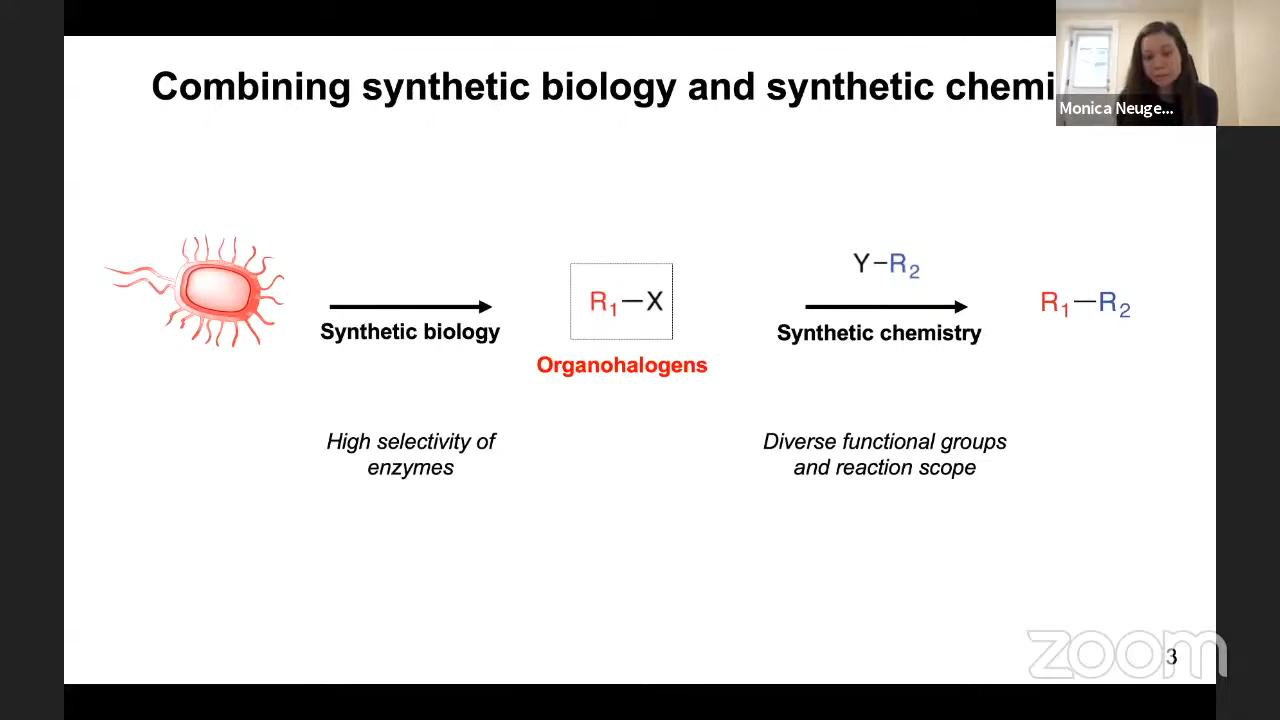 Combining synthetic biology and synthetic chemi
Monica Neuge...
Y–R2
R1–X
R1–R2
Synthetic biology
Synthetic chemistry
Organohalogens
High selectivity of
enzymes
Diverse functional groups
and reaction scope
zoom
3